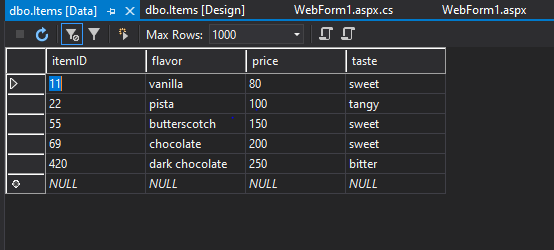 dbo.Items [Data] dbo.Items [Design] WebForm1.aspx.cs WebForm1.aspx
Max Rows: 1000
itemID flavor price taste
11 vanilla 80 sweet
22 pista 100 tangy
55 butterscotch 150 sweet
69 chocolate 200 sweet
420 dark chocolate 250 bitter
NULL NULL NULL NULL